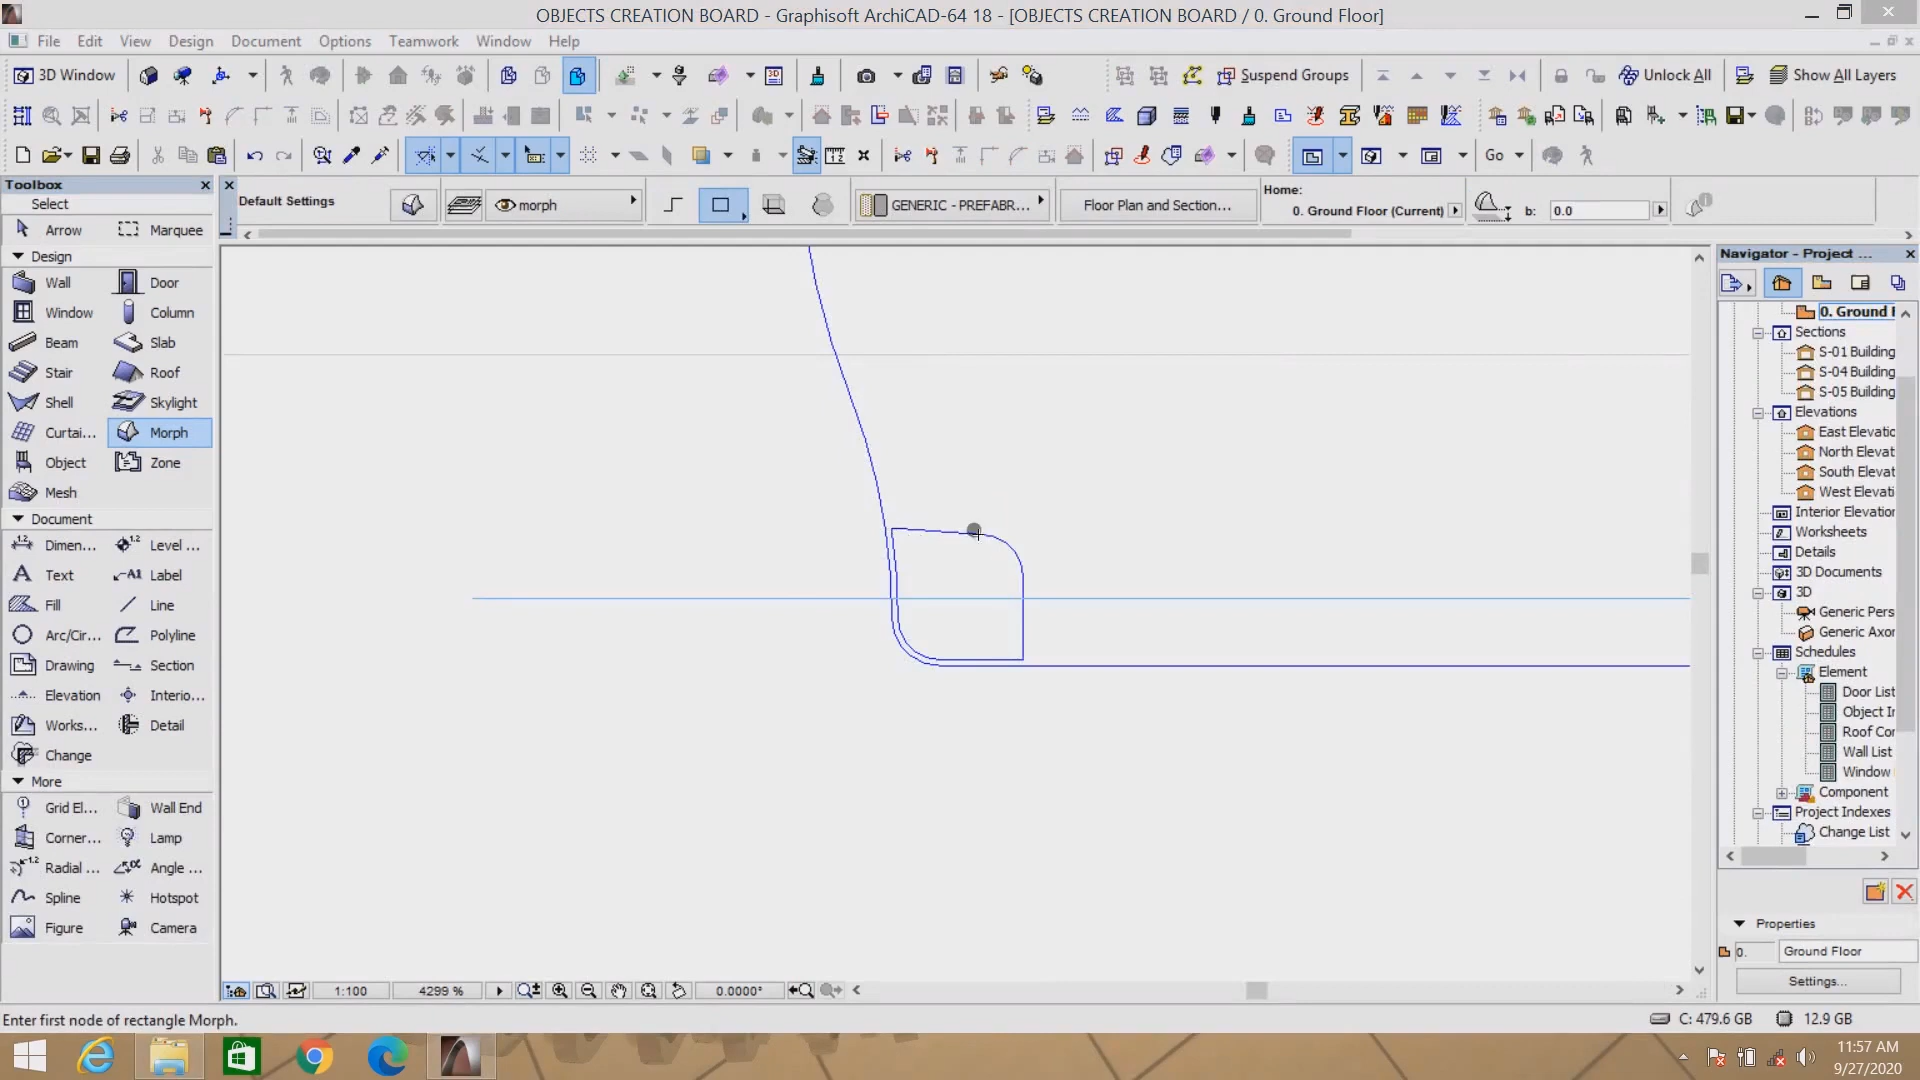 OBJECTS CREATION BOARD - Graphisoft ArchiCAD-64 18 - [OBJECTS CREATION BOARD / 0. Ground Floor]
File Edit View Design Document Options Teamwork Window Help
3D Window Suspend Groups Unlock All Show All Layers
Go
Toolbox
Select
Arrow Marquee
Design
Wall Door
Window Column
Beam Slab
Stair Roof
Shell Skylight
Curtai... Morph
Object Zone
Mesh
Document
Dimen... Level ...
Text Label
Fill Line
Arc/Cir... Polyline
Drawing Section
Elevation Interio...
Works... Detail
Change
More
Grid El... Wall End
Corner... Lamp
Radial ... Angle ...
Spline Hotspot
Figure Camera
Default Settings
morph
GENERIC - PREFABR...
Floor Plan and Section...
Home:
0. Ground Floor (Current)
b: 0.0
Navigator - Project ...
0. Ground F
Sections
S-01 Building
S-04 Building
S-05 Building
Elevations
East Elevatio
North Elevat
South Elevat
West Elevati
Interior Elevation
Worksheets
Details
3D Documents
3D
Generic Pers
Generic Axon
Schedules
Element
Door List
Object In
Roof Cor
Wall List
Window
Component
Project Indexes
Change List
Properties
0. Ground Floor
Settings...
1:100 4299 % 0.0000°
Enter first node of rectangle Morph.
C: 479.6 GB 12.9 GB
11:57 AM
9/27/2020